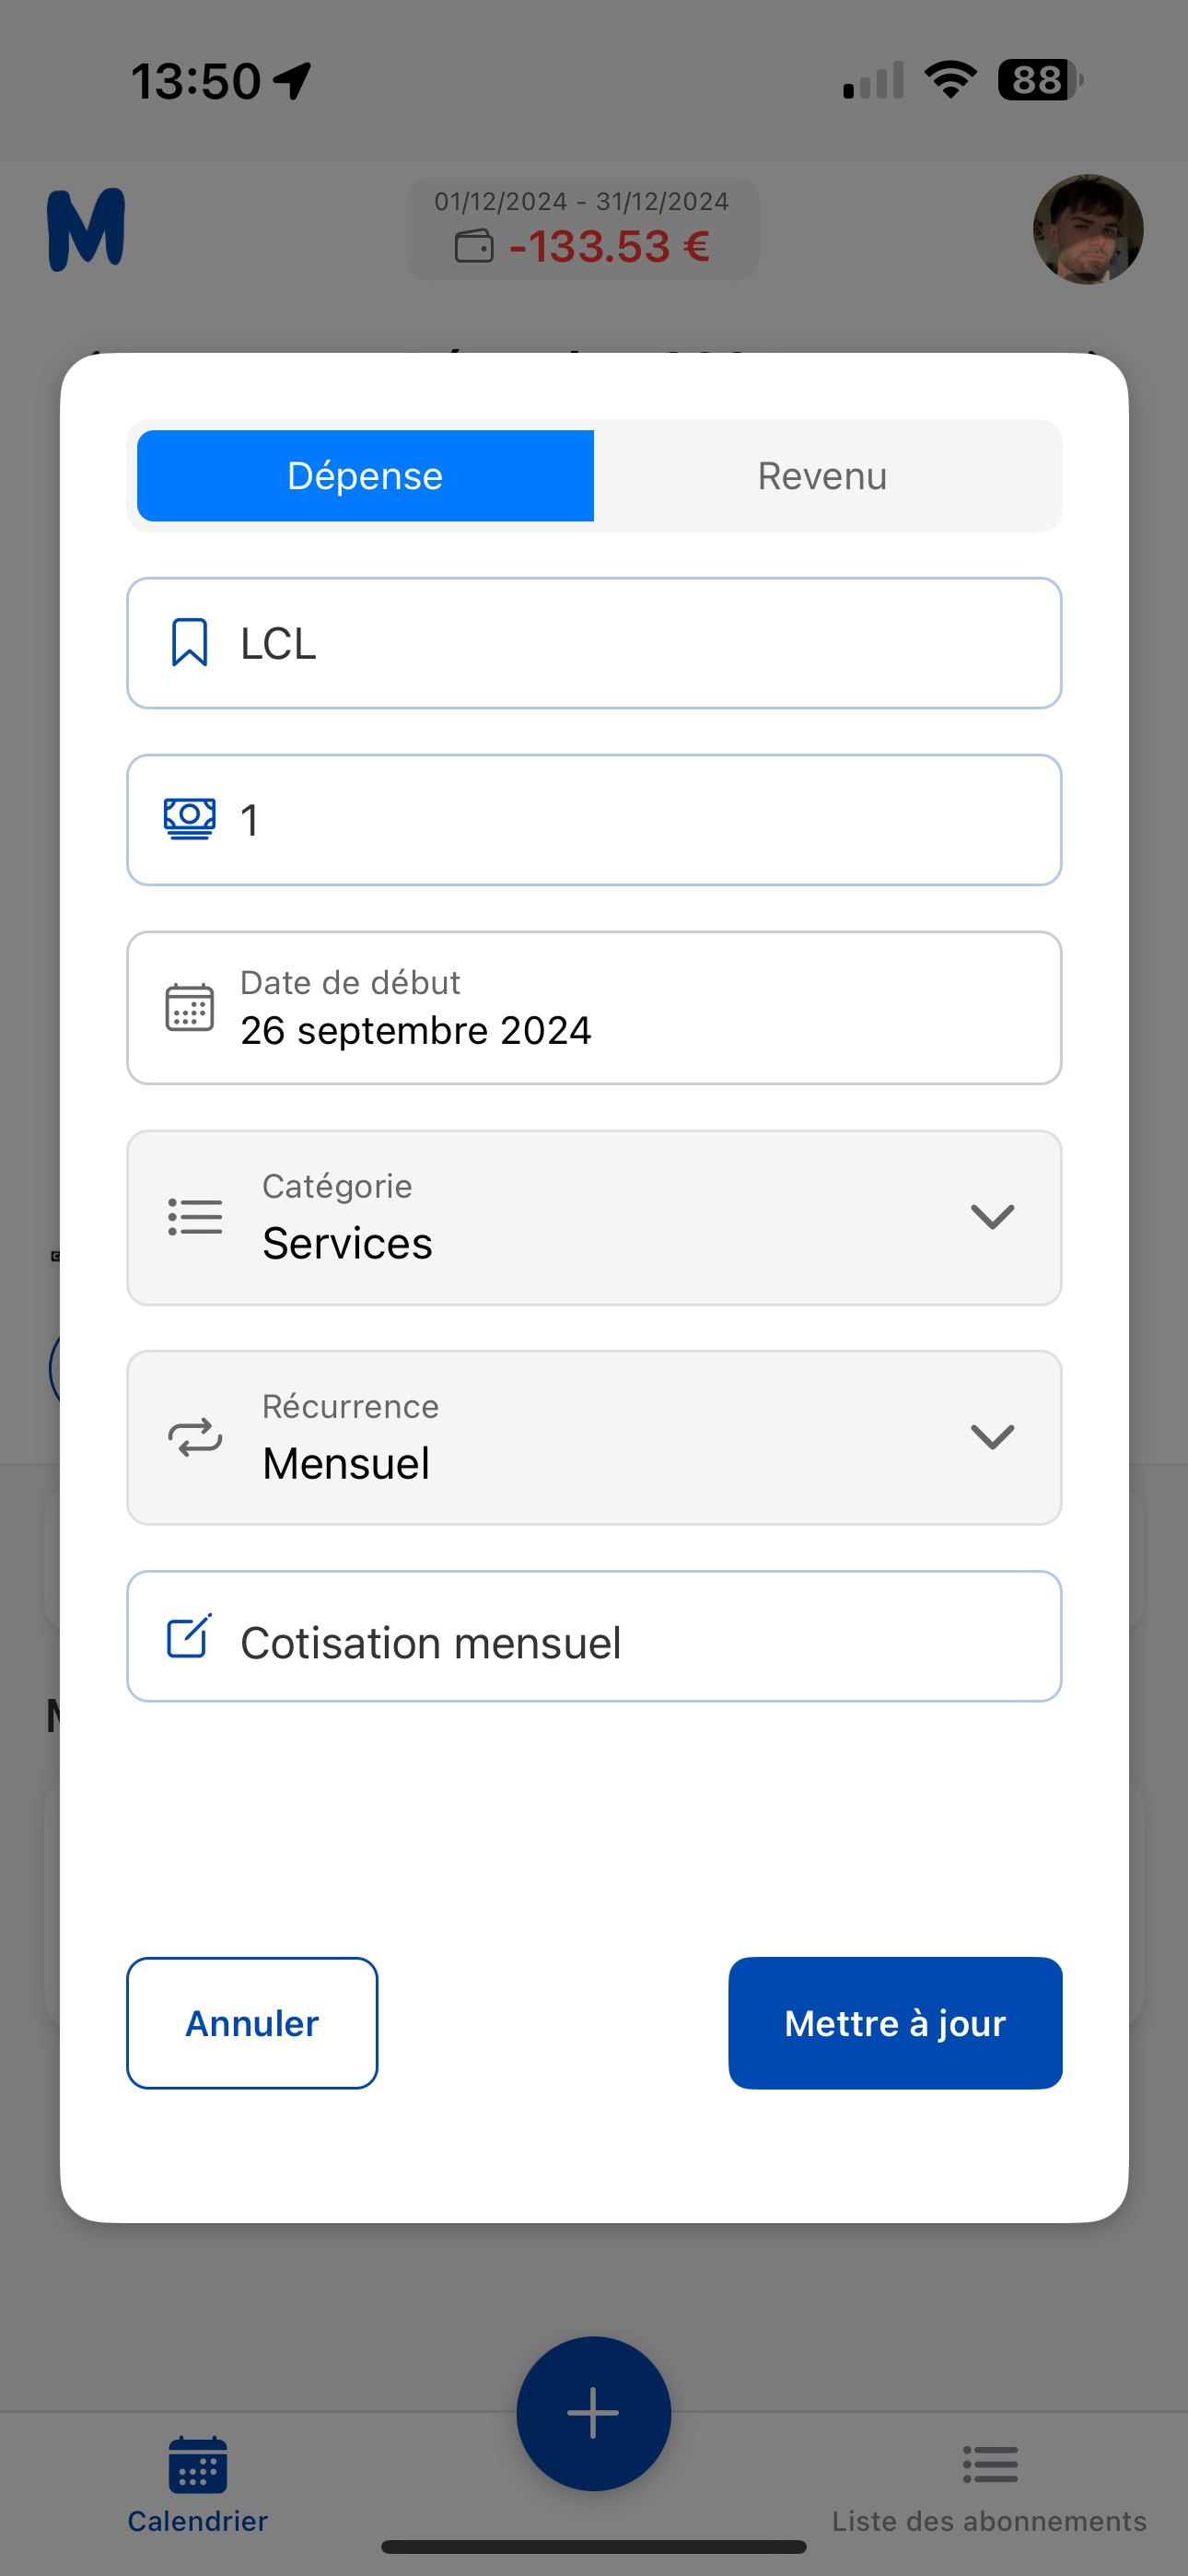 13:50
88
M
01/12/2024 - 31/12/2024
-133.53 €
Dépense
Revenu
LCL
1
Date de début
26 septembre 2024
Catégorie
Services
Récurrence
Mensuel
Cotisation mensuel
Annuler
Mettre à jour
Calendrier
Liste des abonnements